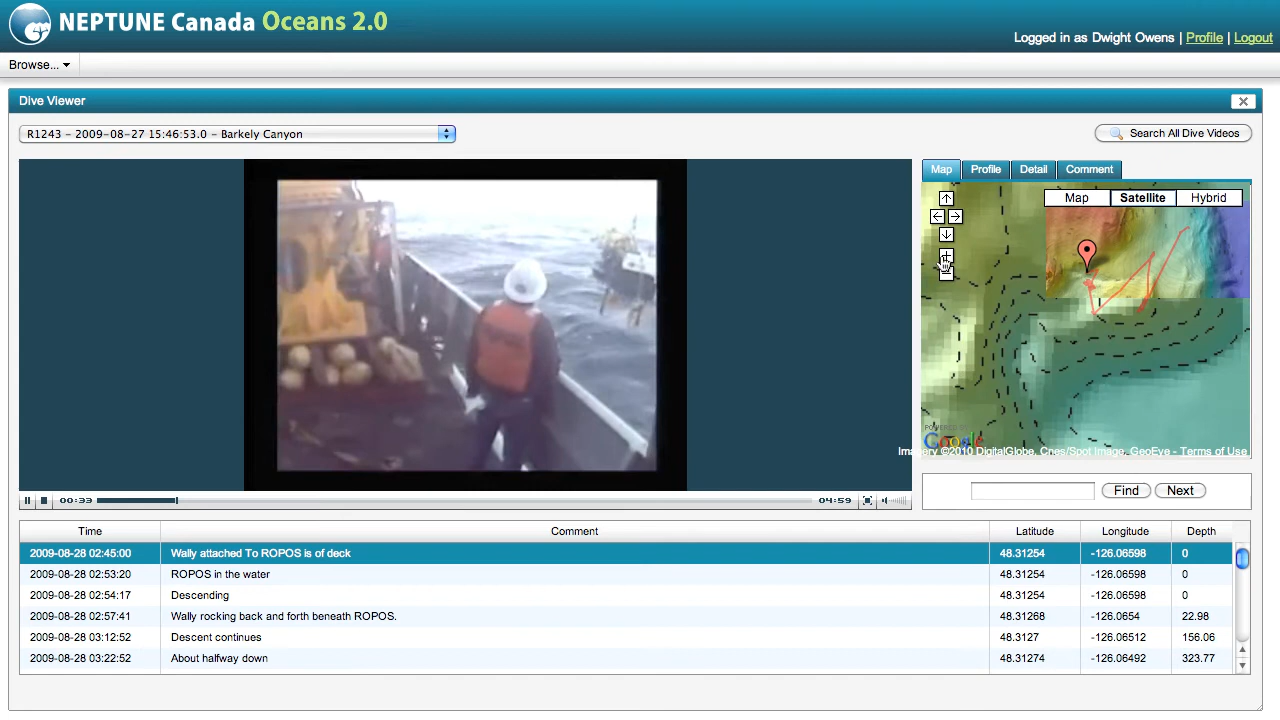 NEPTUNE Canada Oceans 2.0
Logged in as Dwight Owens | Profile | Logout
Browse...
Dive Viewer
R1243 - 2009-08-27 15:46:53.0 - Barkely Canyon
Search All Dive Videos
Map Profile Detail Comment
Map Satellite Hybrid
POWERED BY
Google
Imagery ©2010 DigitalGlobe, Cnes/Spot Image, GeoEye - Terms of Use
00:33 04:59
Find Next
Time Comment Latitude Longitude Depth
2009-08-28 02:45:00 Wally attached To ROPOS is of deck 48.31254 -126.06598 0
2009-08-28 02:53:20 ROPOS in the water 48.31254 -126.06598 0
2009-08-28 02:54:17 Descending 48.31254 -126.06598 0
2009-08-28 02:57:41 Wally rocking back and forth beneath ROPOS. 48.31268 -126.0654 22.98
2009-08-28 03:12:52 Descent continues 48.3127 -126.06512 156.06
2009-08-28 03:22:52 About halfway down 48.31274 -126.06492 323.77